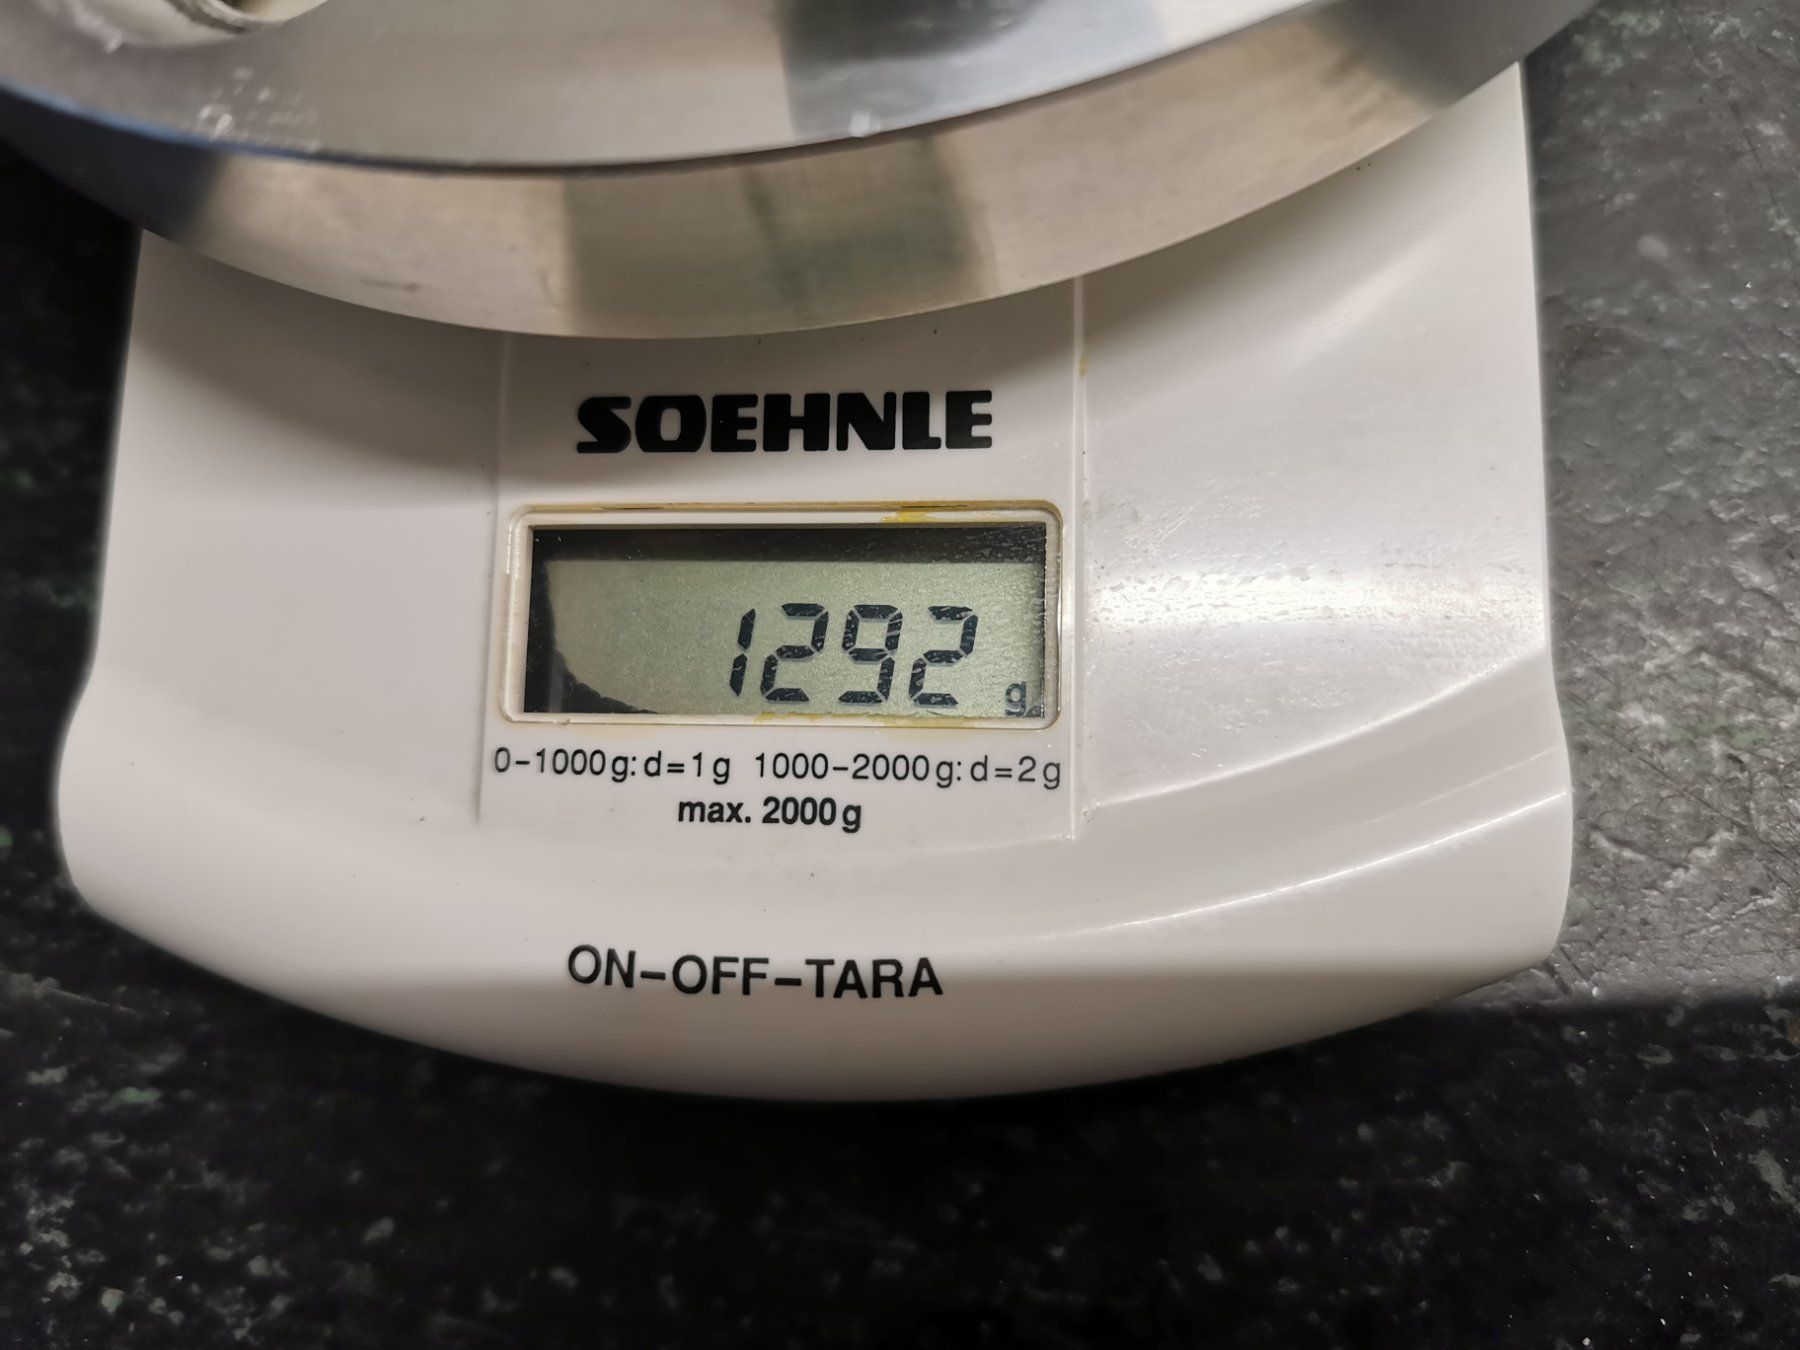 SOEHNLE
1292 g
0-1000g: d=1g 1000-2000g: d=2g
max. 2000g
ON-OFF-TARA